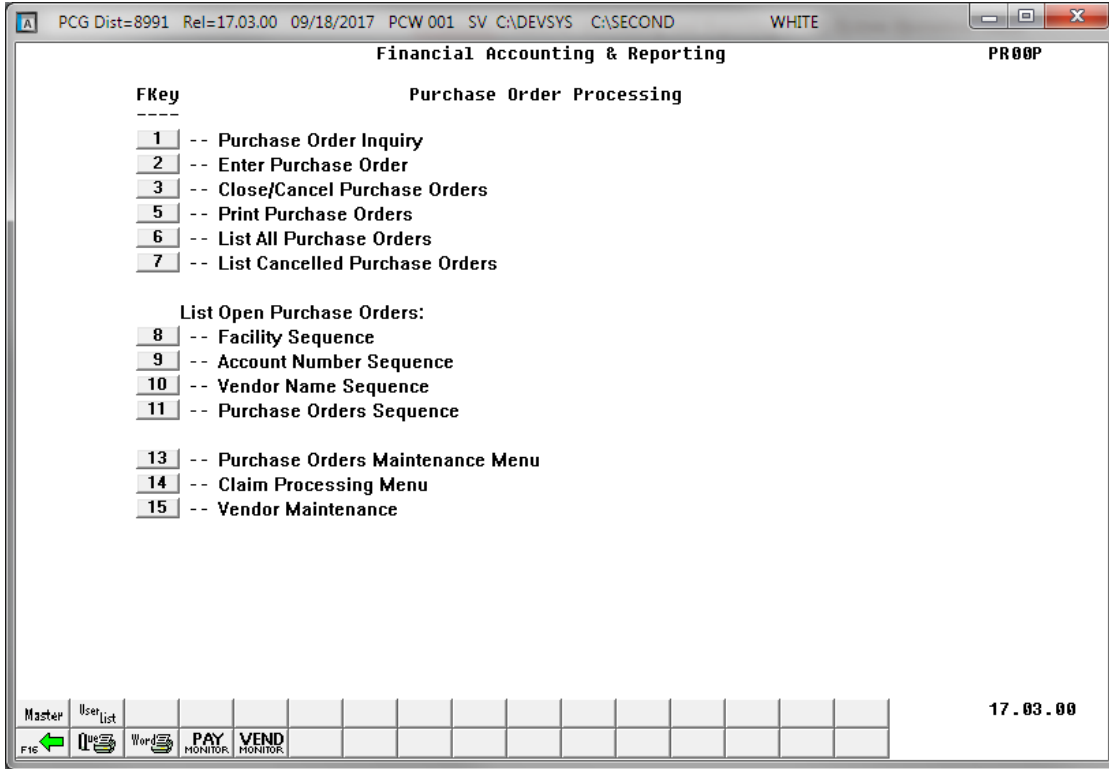 A PCG Dist=8991 Rel=17.03.00 09/18/2017 PCW 001 SV C:\DEVSYS C:\SECOND WHITE
Financial Accounting & Reporting PR00P
FKey Purchase Order Processing
----
1 -- Purchase Order Inquiry
2 -- Enter Purchase Order
3 -- Close/Cancel Purchase Orders
5 -- Print Purchase Orders
6 -- List All Purchase Orders
7 -- List Cancelled Purchase Orders
List Open Purchase Orders:
8 -- Facility Sequence
9 -- Account Number Sequence
10 -- Vendor Name Sequence
11 -- Purchase Orders Sequence
13 -- Purchase Orders Maintenance Menu
14 -- Claim Processing Menu
15 -- Vendor Maintenance
Master User List 17.03.00
F16 Que Word PAY MONITOR VEND MONITOR